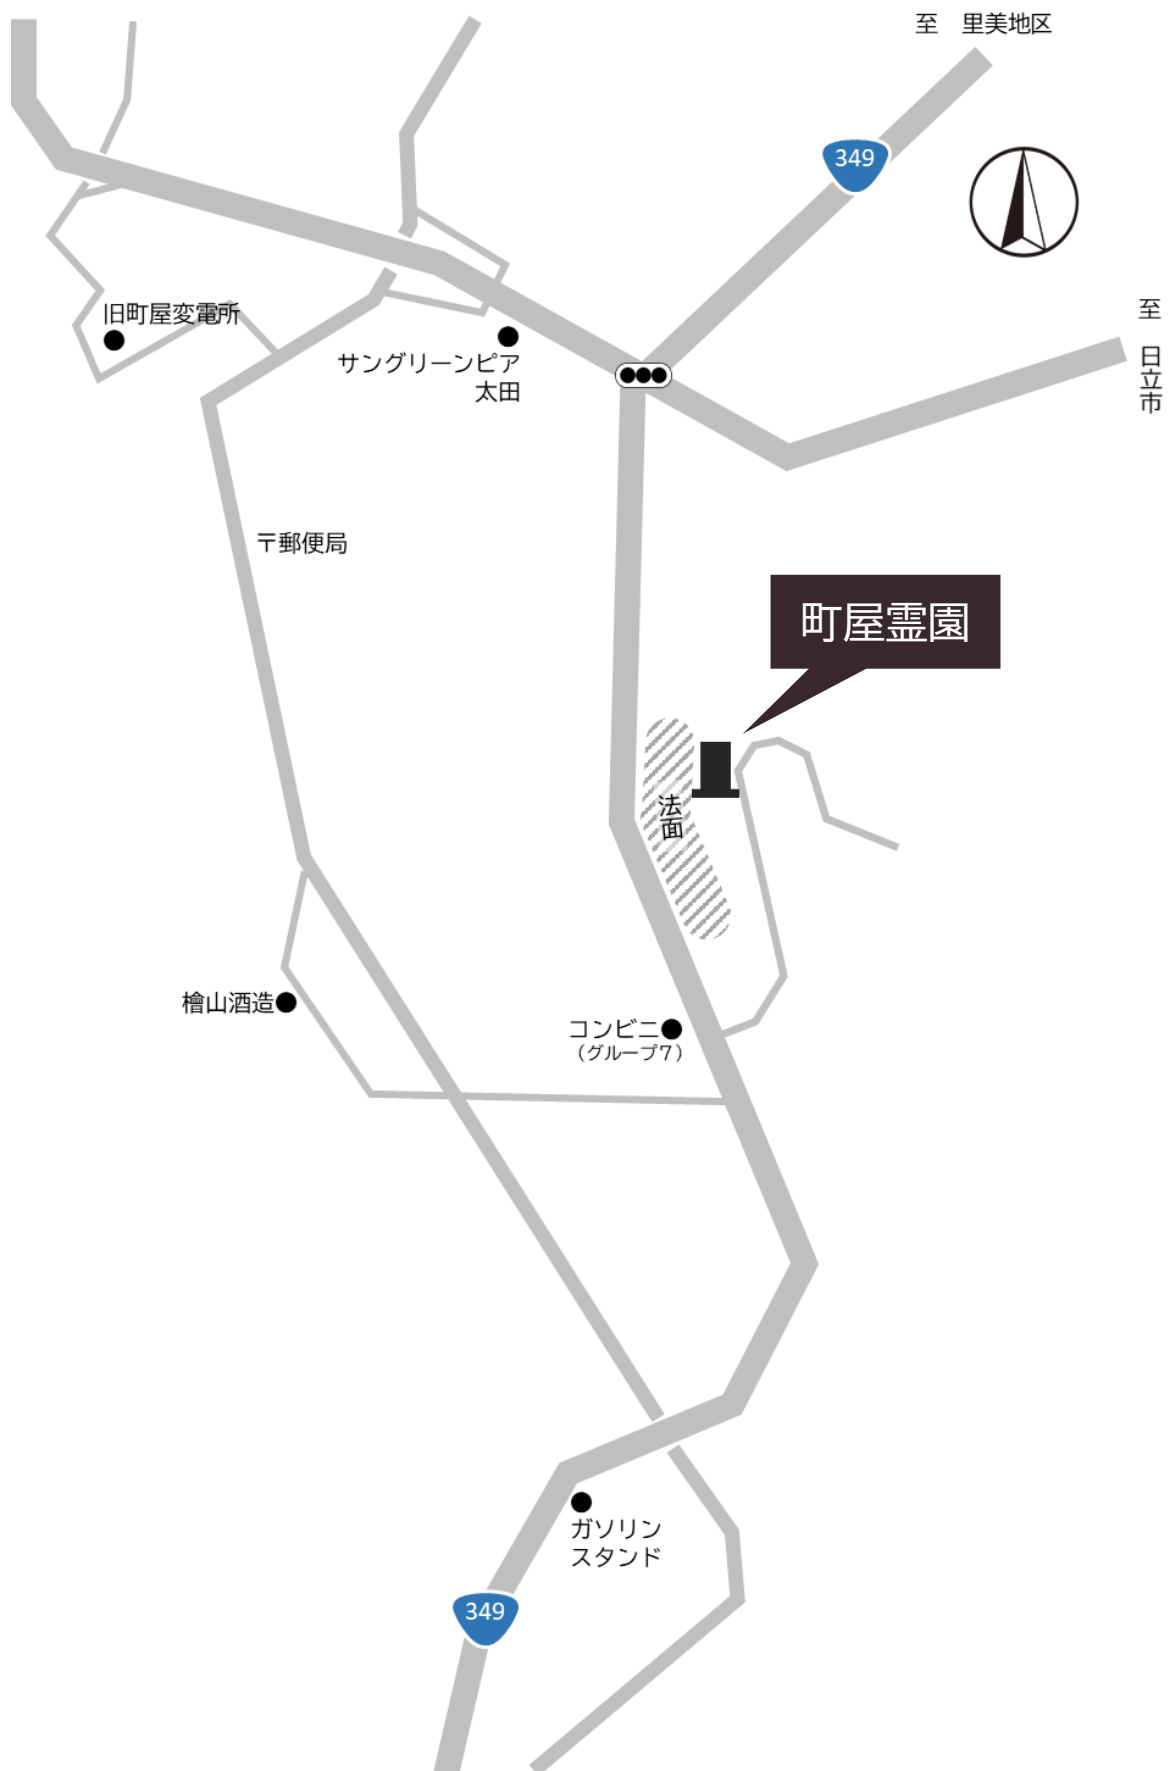 至　里美地区
349
至　日立市
旧町屋変電所
サングリーンピア
太田
〒郵便局
町屋霊園
法面
檜山酒造
コンビニ
（グループ7）
ガソリン
スタンド
349